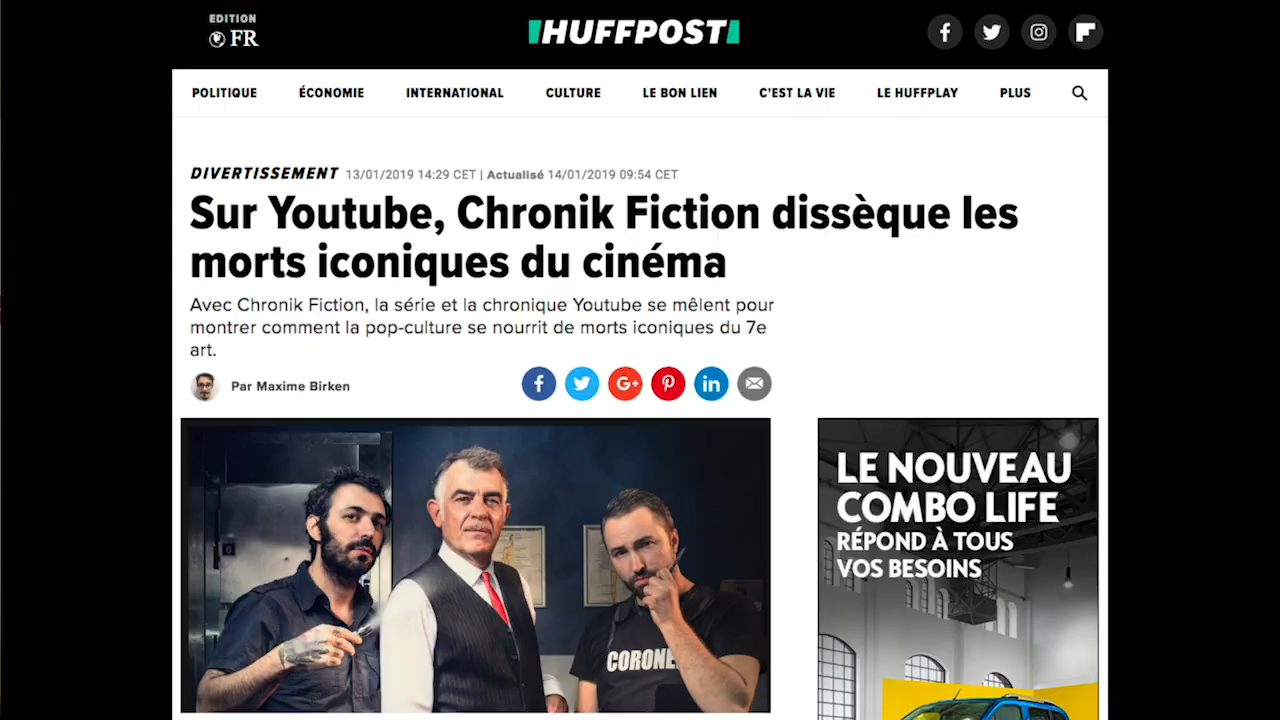 EDITION
FR
HUFFPOST
POLITIQUE ÉCONOMIE INTERNATIONAL CULTURE LE BON LIEN C'EST LA VIE LE HUFFPLAY PLUS
DIVERTISSEMENT 13/01/2019 14:29 CET | Actualisé 14/01/2019 09:54 CET
Sur Youtube, Chronik Fiction dissèque les
morts iconiques du cinéma
Avec Chronik Fiction, la série et la chronique Youtube se mêlent pour
montrer comment la pop-culture se nourrit de morts iconiques du 7e
art.
Par Maxime Birken
G+
in
6
CORONE
LE NOUVEAU
COMBO LIFE
RÉPOND À TOUS
VOS BESOINS